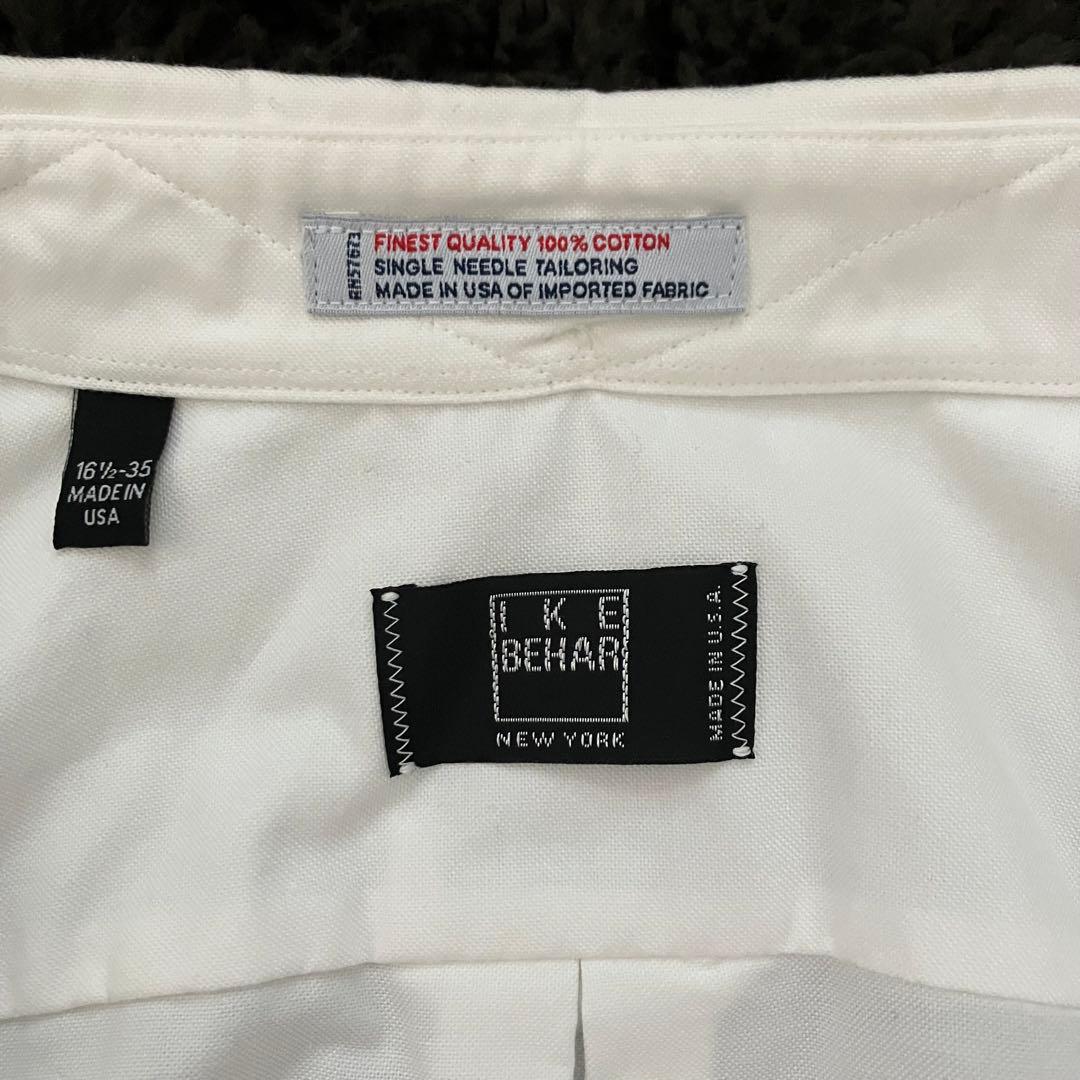 RN57673
FINEST QUALITY 100% COTTON
SINGLE NEEDLE TAILORING
MADE IN USA OF IMPORTED FABRIC
16½-35
MADE IN
USA
IKE
BEHAR
NEW YORK
MADE IN U.S.A.